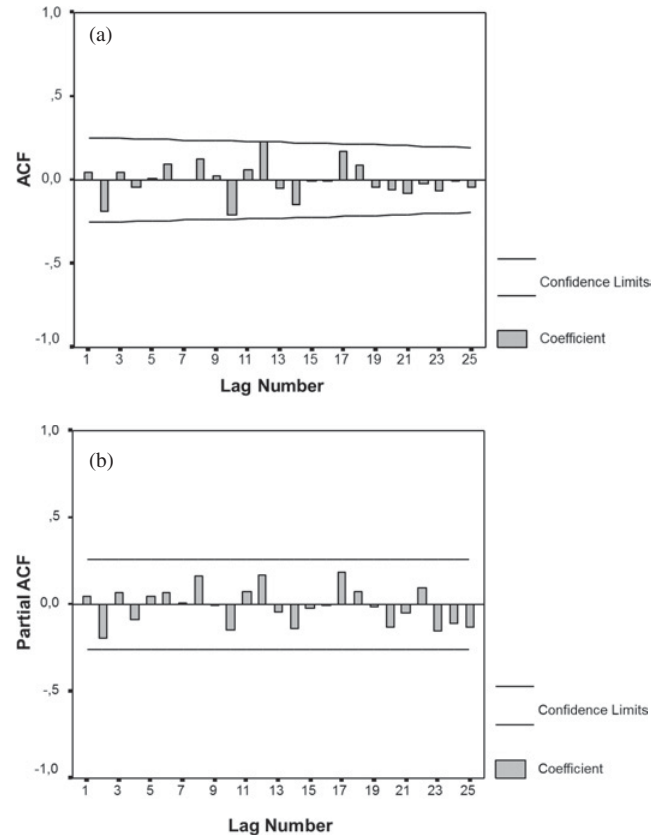 (a)
1,0
,5
0,0
-,5
-1,0
ACF
1 3 5 7 9 11 13 15 17 19 21 23 25
Lag Number
Confidence Limits
Coefficient
(b)
1,0
,5
0,0
-,5
-1,0
Partial ACF
1 3 5 7 9 11 13 15 17 19 21 23 25
Lag Number
Confidence Limits
Coefficient